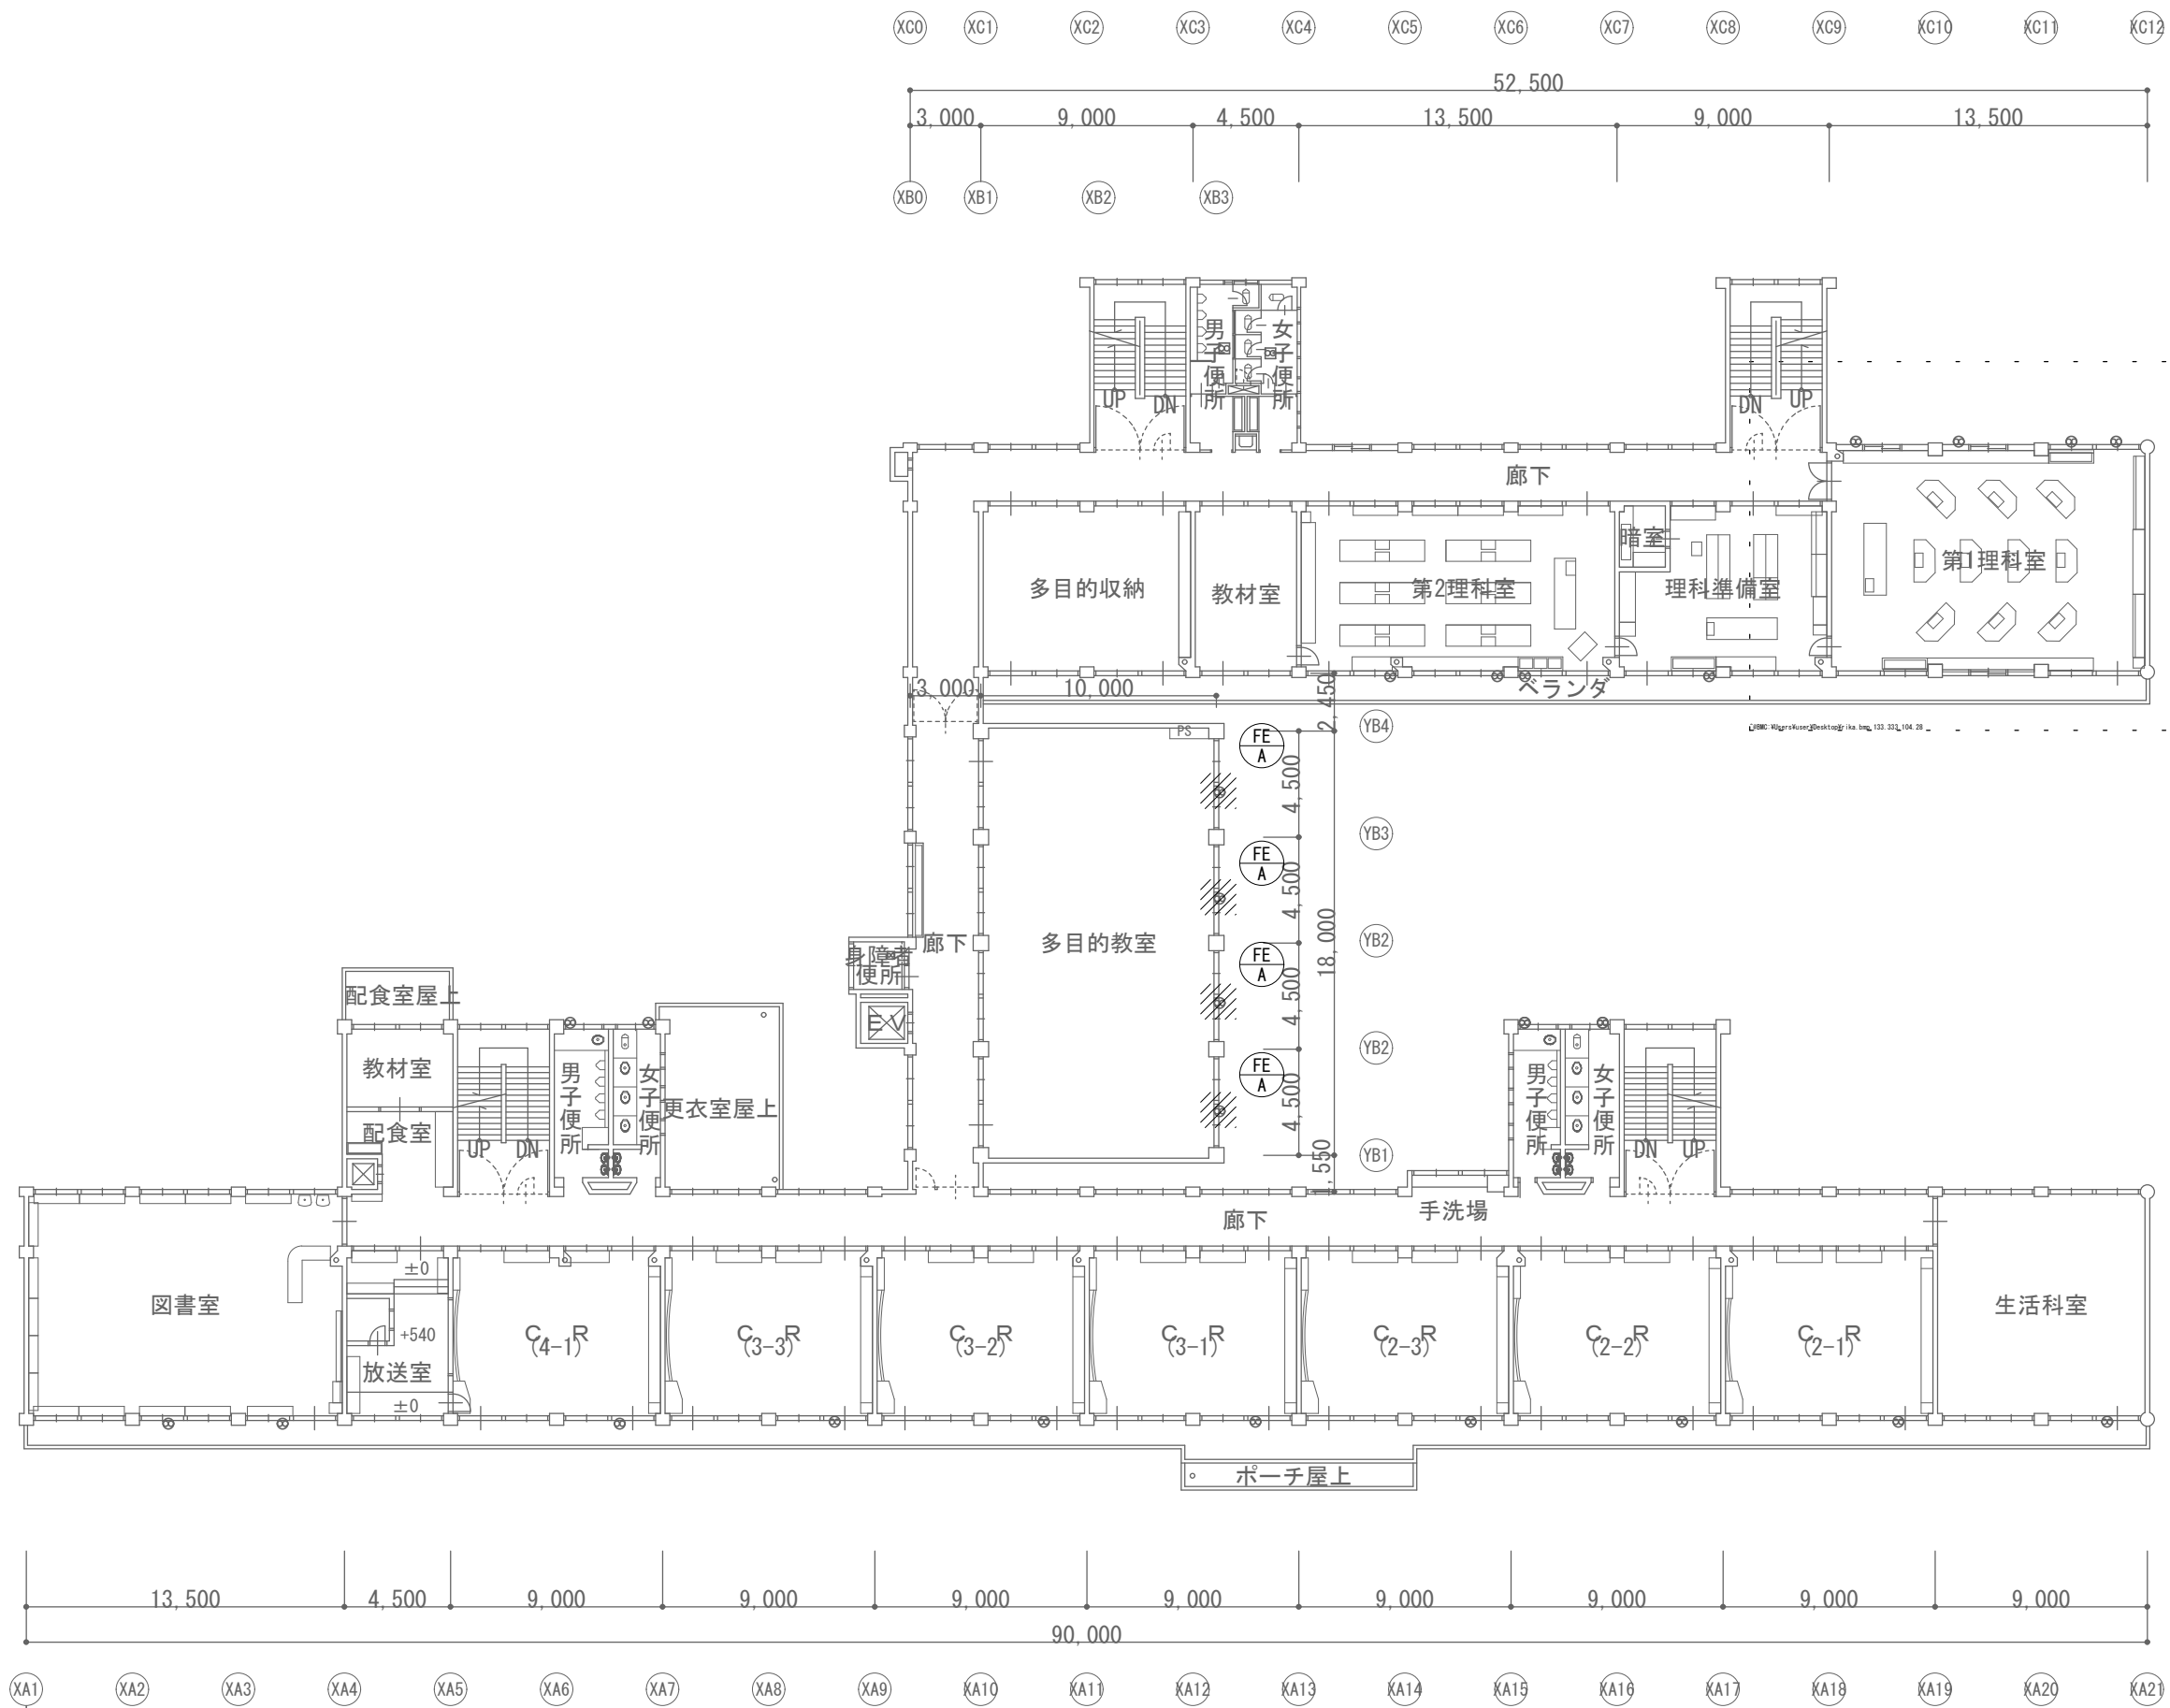 XC0 XC1 XC2 XC3 XC4 XC5 XC6 XC7 XC8 XC9 XC10 XC11 XC12
52,500
3,000 9,000 4,500 13,500 9,000 13,500
XB0 XB1 XB2 XB3
男子便所
女子便所
UP DN
DN UP
廊下
暗室
第1理科室
多目的収納
教材室
第2理科室
理科準備室
3,000 10,000
ベランダ
2,450
PS
FE
A
YB4
4,500
YB3
FE
A
4,500
18,000
廊下
多目的教室
YB2
身障者
便所
FE
A
4,500
EV
YB2
FE
A
4,500
YB1
1,550
配食室屋上
教材室
男子便所
女子便所
更衣室屋上
配食室
UP DN
男子便所
女子便所
DN UP
手洗場
廊下
±0
図書室
+540
放送室
±0
C.R
(4-1)
C.R
(3-3)
C.R
(3-2)
C.R
(3-1)
C.R
(2-3)
C.R
(2-2)
C.R
(2-1)
生活科室
ポーチ屋上
13,500 4,500 9,000 9,000 9,000 9,000 9,000 9,000 9,000 9,000
90,000
XA1 XA2 XA3 XA4 XA5 XA6 XA7 XA8 XA9 XA10 XA11 XA12 XA13 XA14 XA15 XA16 XA17 XA18 XA19 XA20 XA21